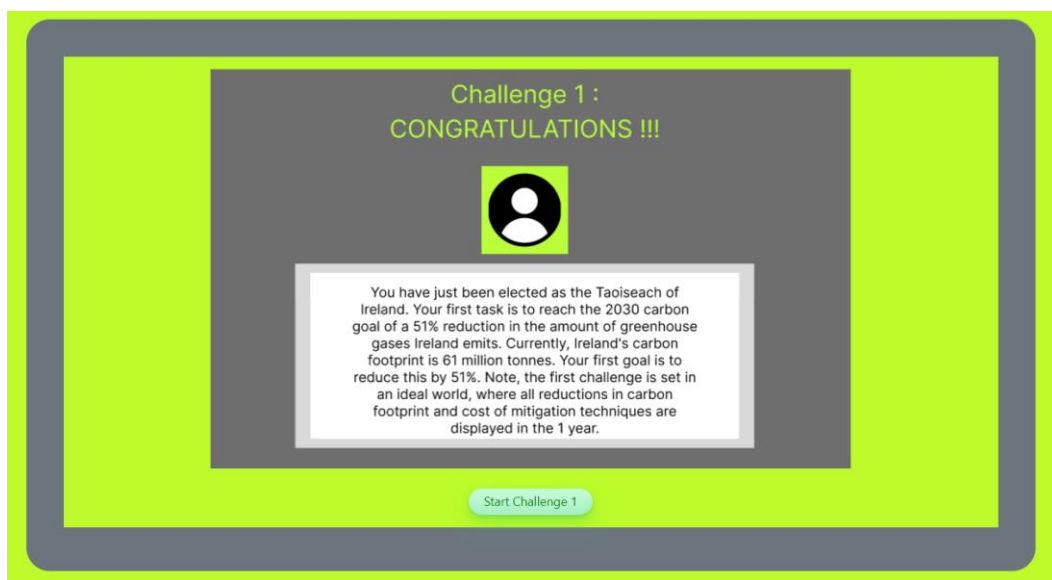 Challenge 1 :
CONGRATULATIONS !!!
You have just been elected as the Taoiseach of
Ireland. Your first task is to reach the 2030 carbon
goal of a 51% reduction in the amount of greenhouse
gases Ireland emits. Currently, Ireland's carbon
footprint is 61 million tonnes. Your first goal is to
reduce this by 51%. Note, the first challenge is set in
an ideal world, where all reductions in carbon
footprint and cost of mitigation techniques are
displayed in the 1 year.
Start Challenge 1